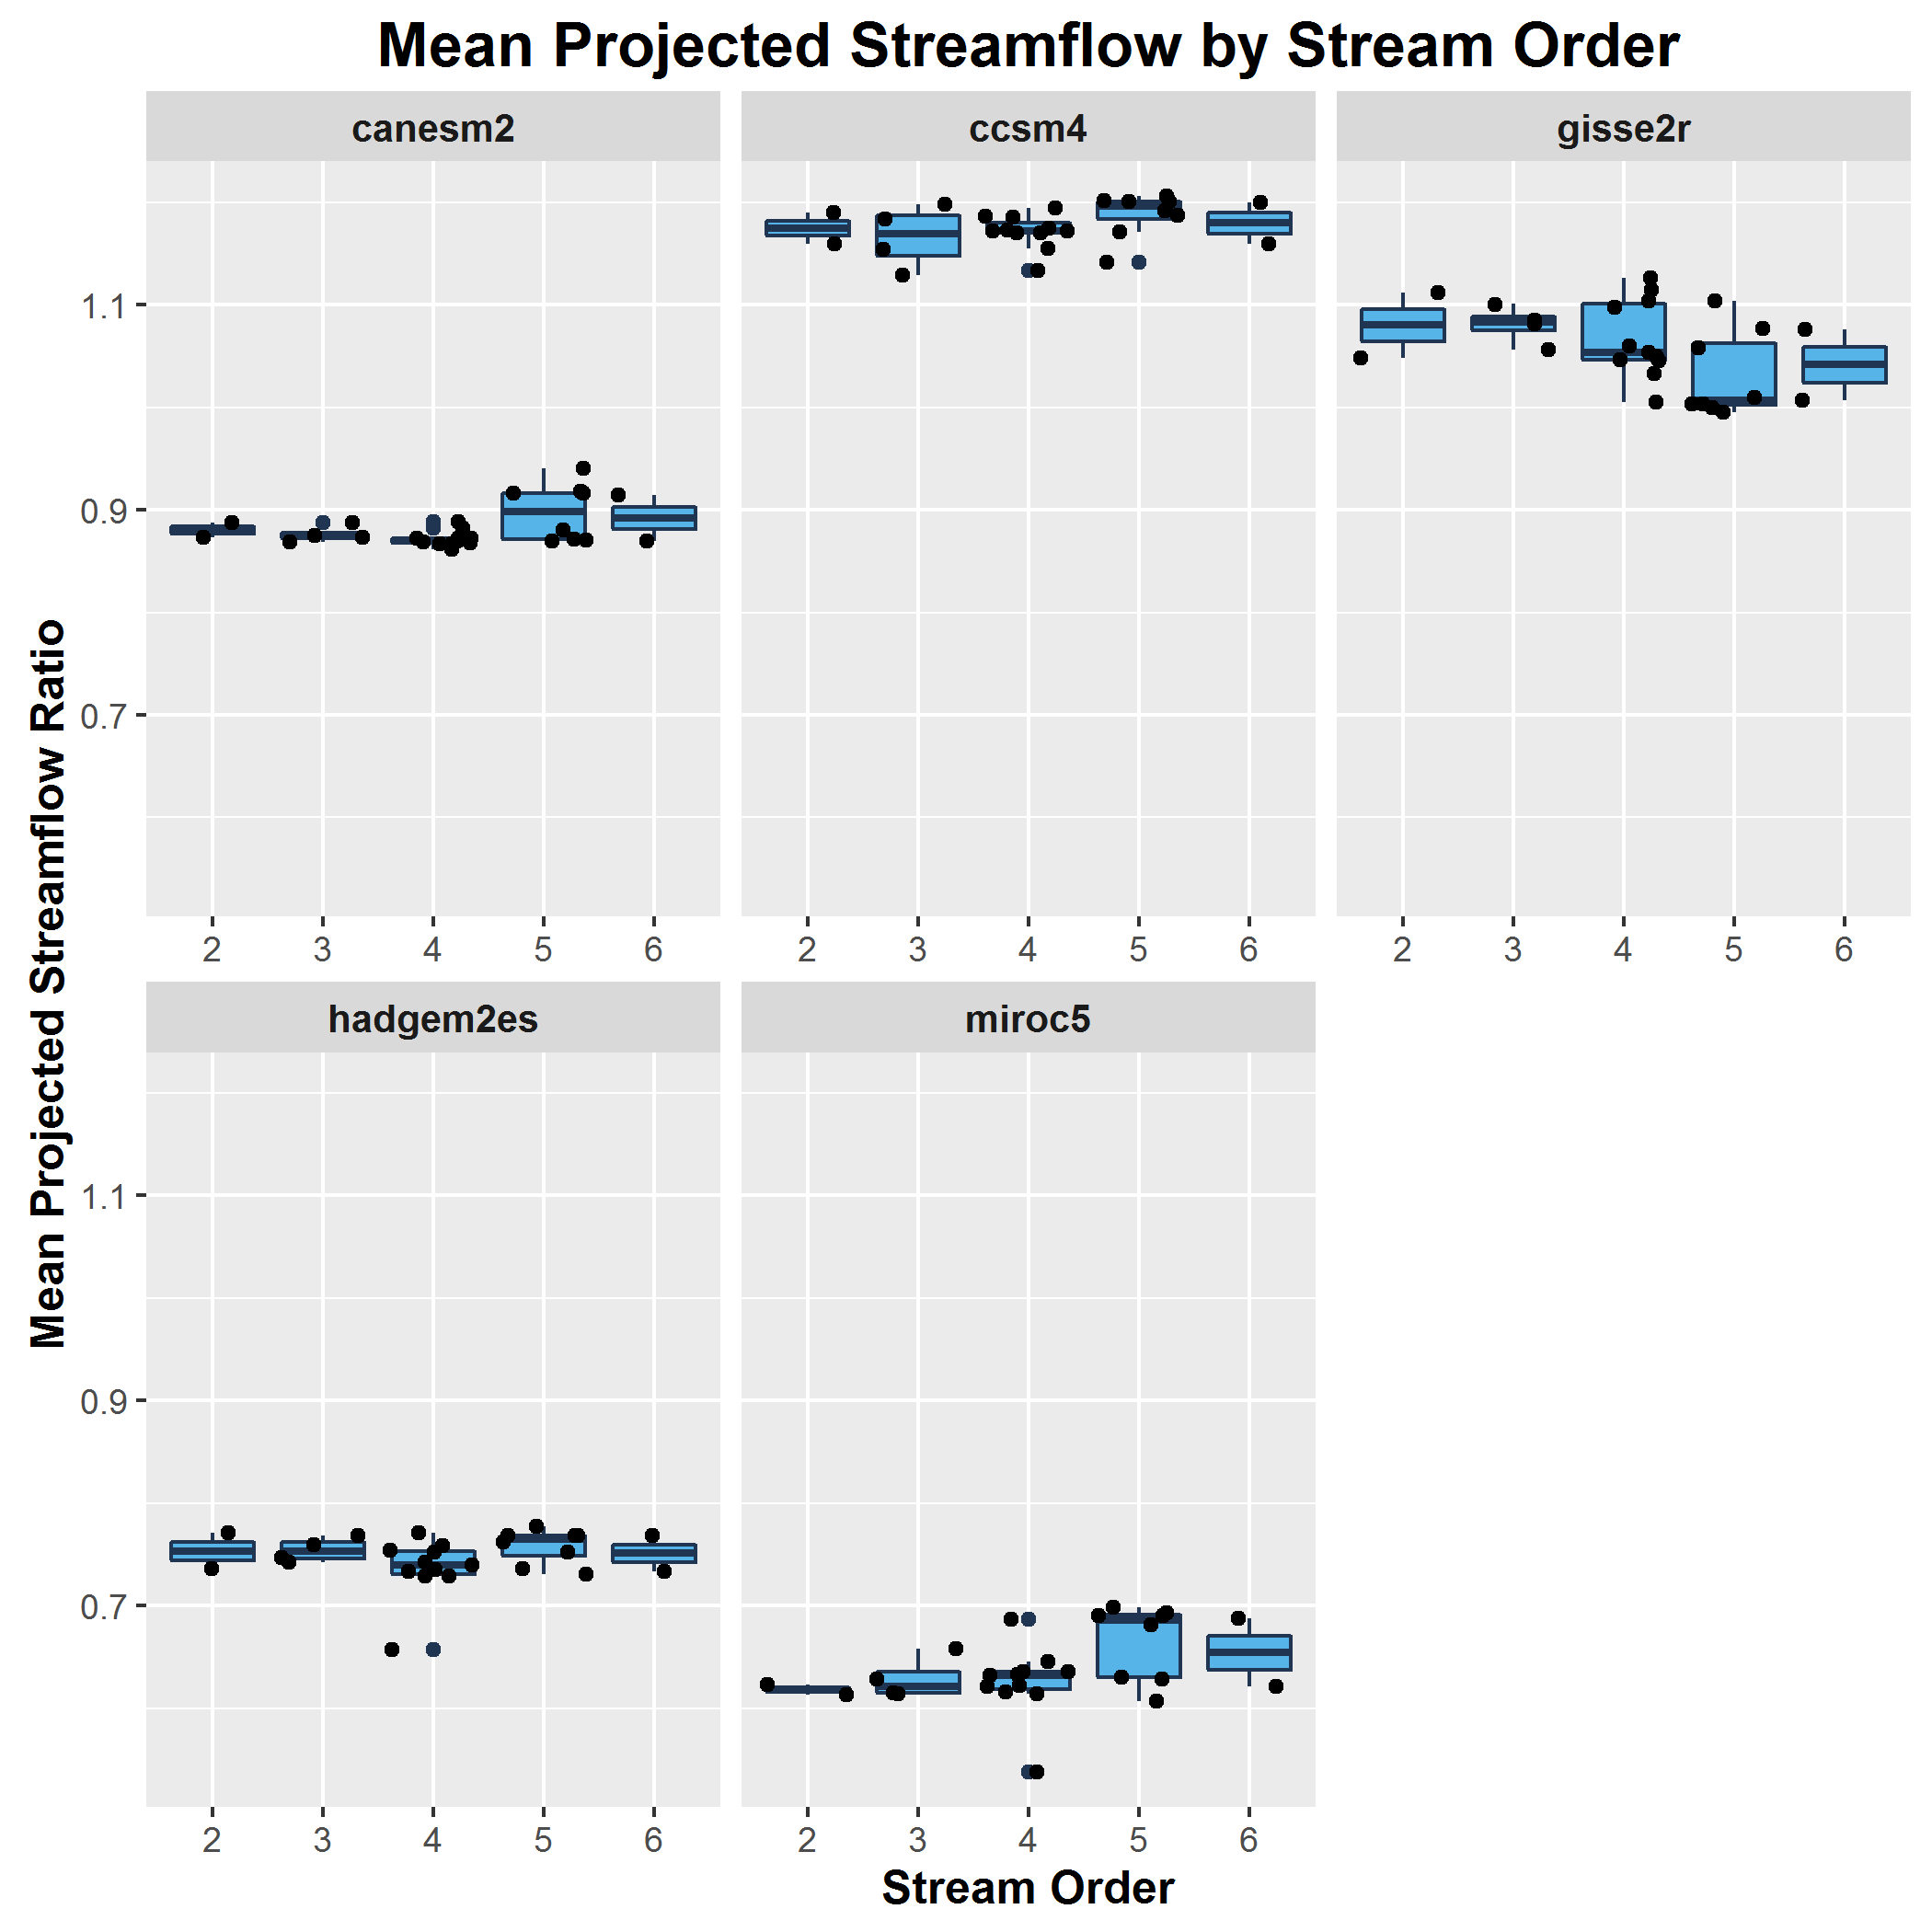 Mean Projected Streamflow by Stream Order
canesm2
ccsm4
gisse2r
1.1
0.9
0.7
2 3 4 5 6
2 3 4 5 6
2 3 4 5 6
Mean Projected Streamflow Ratio
hadgem2es
miroc5
1.1
0.9
0.7
2 3 4 5 6
2 3 4 5 6
Stream Order